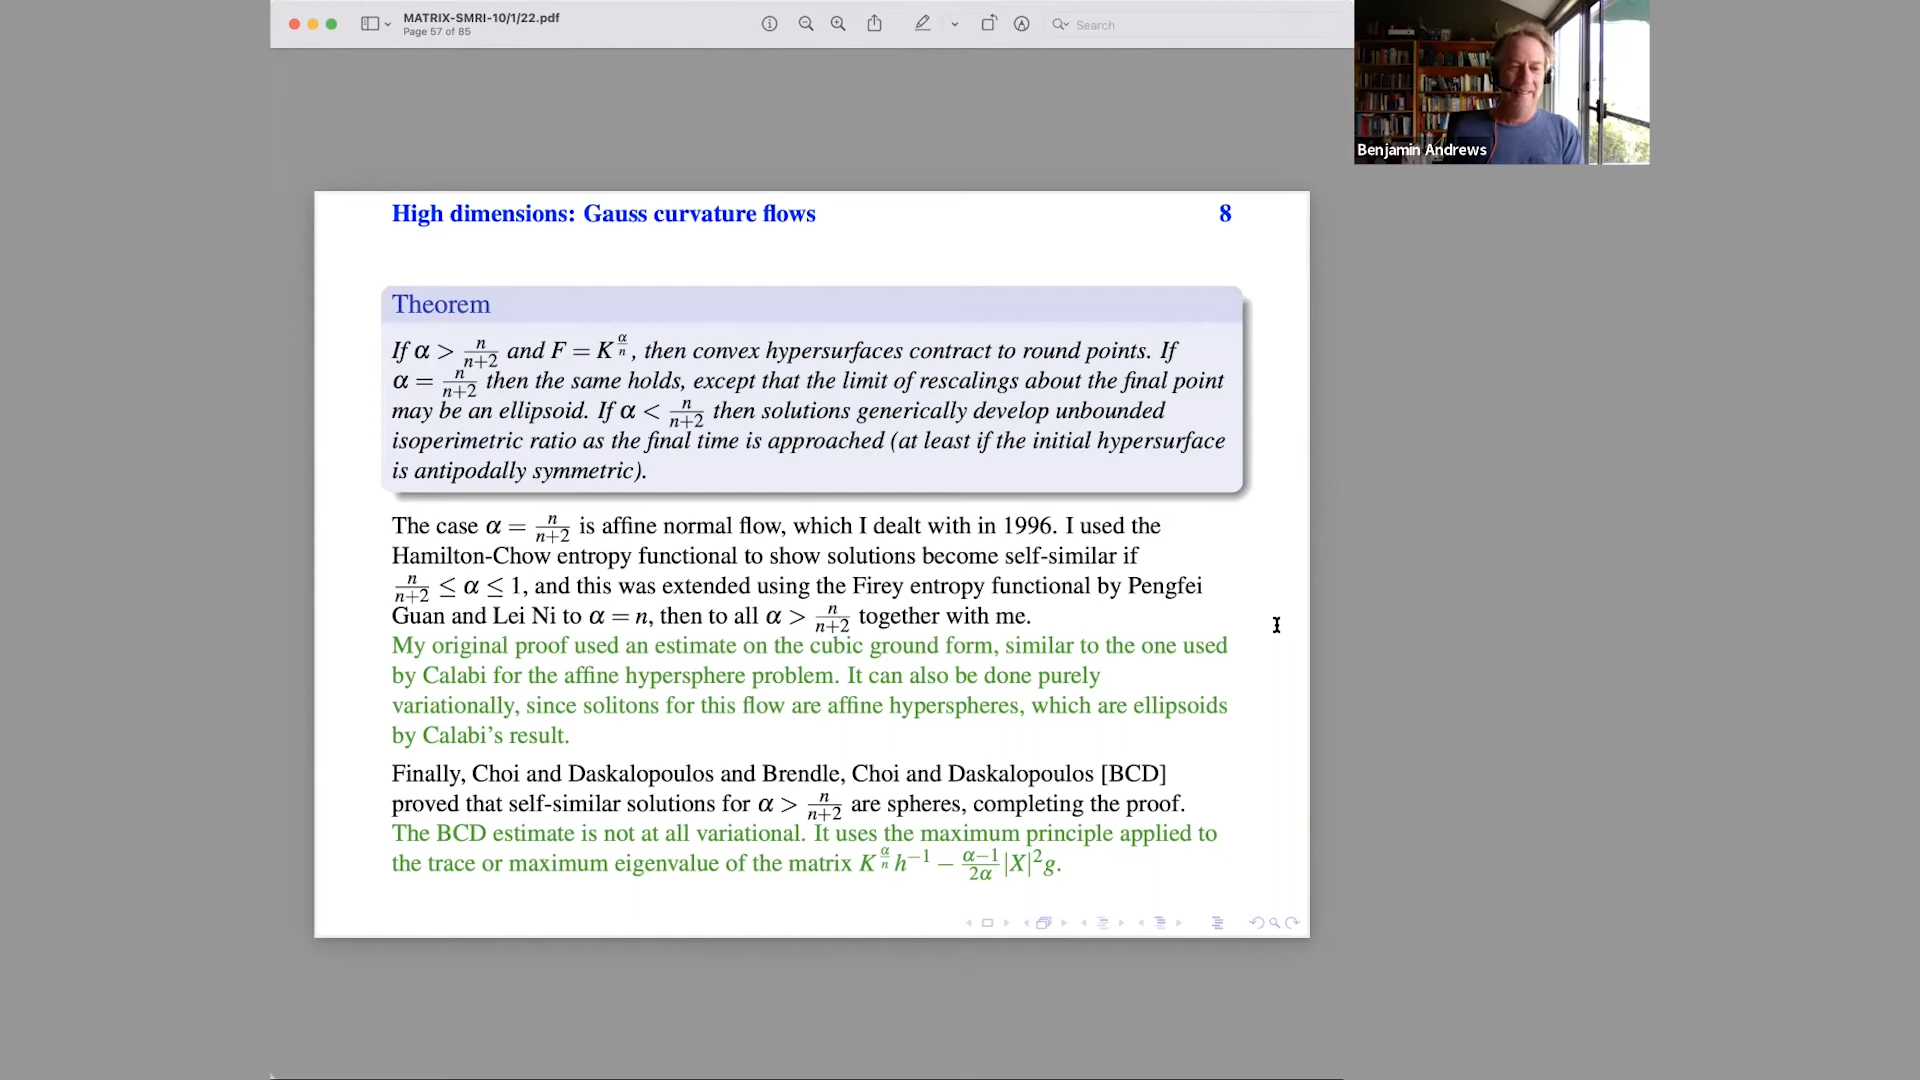 MATRIX-SMRI-10/1/22.pdf
Page 57 of 85
Search
Benjamin Andrews
High dimensions: Gauss curvature flows 8
Theorem
If α > n/(n+2) and F = K^(α/n), then convex hypersurfaces contract to round points. If
α = n/(n+2) then the same holds, except that the limit of rescalings about the final point
may be an ellipsoid. If α < n/(n+2) then solutions generically develop unbounded
isoperimetric ratio as the final time is approached (at least if the initial hypersurface
is antipodally symmetric).
The case α = n/(n+2) is affine normal flow, which I dealt with in 1996. I used the
Hamilton-Chow entropy functional to show solutions become self-similar if
n/(n+2) ≤ α ≤ 1, and this was extended using the Firey entropy functional by Pengfei
Guan and Lei Ni to α = n, then to all α > n/(n+2) together with me.
My original proof used an estimate on the cubic ground form, similar to the one used
by Calabi for the affine hypersphere problem. It can also be done purely
variationally, since solitons for this flow are affine hyperspheres, which are ellipsoids
by Calabi's result.
Finally, Choi and Daskalopoulos and Brendle, Choi and Daskalopoulos [BCD]
proved that self-similar solutions for α > n/(n+2) are spheres, completing the proof.
The BCD estimate is not at all variational. It uses the maximum principle applied to
the trace or maximum eigenvalue of the matrix K^(α/n) h^(−1) − (α−1)/(2α) |X|² g.